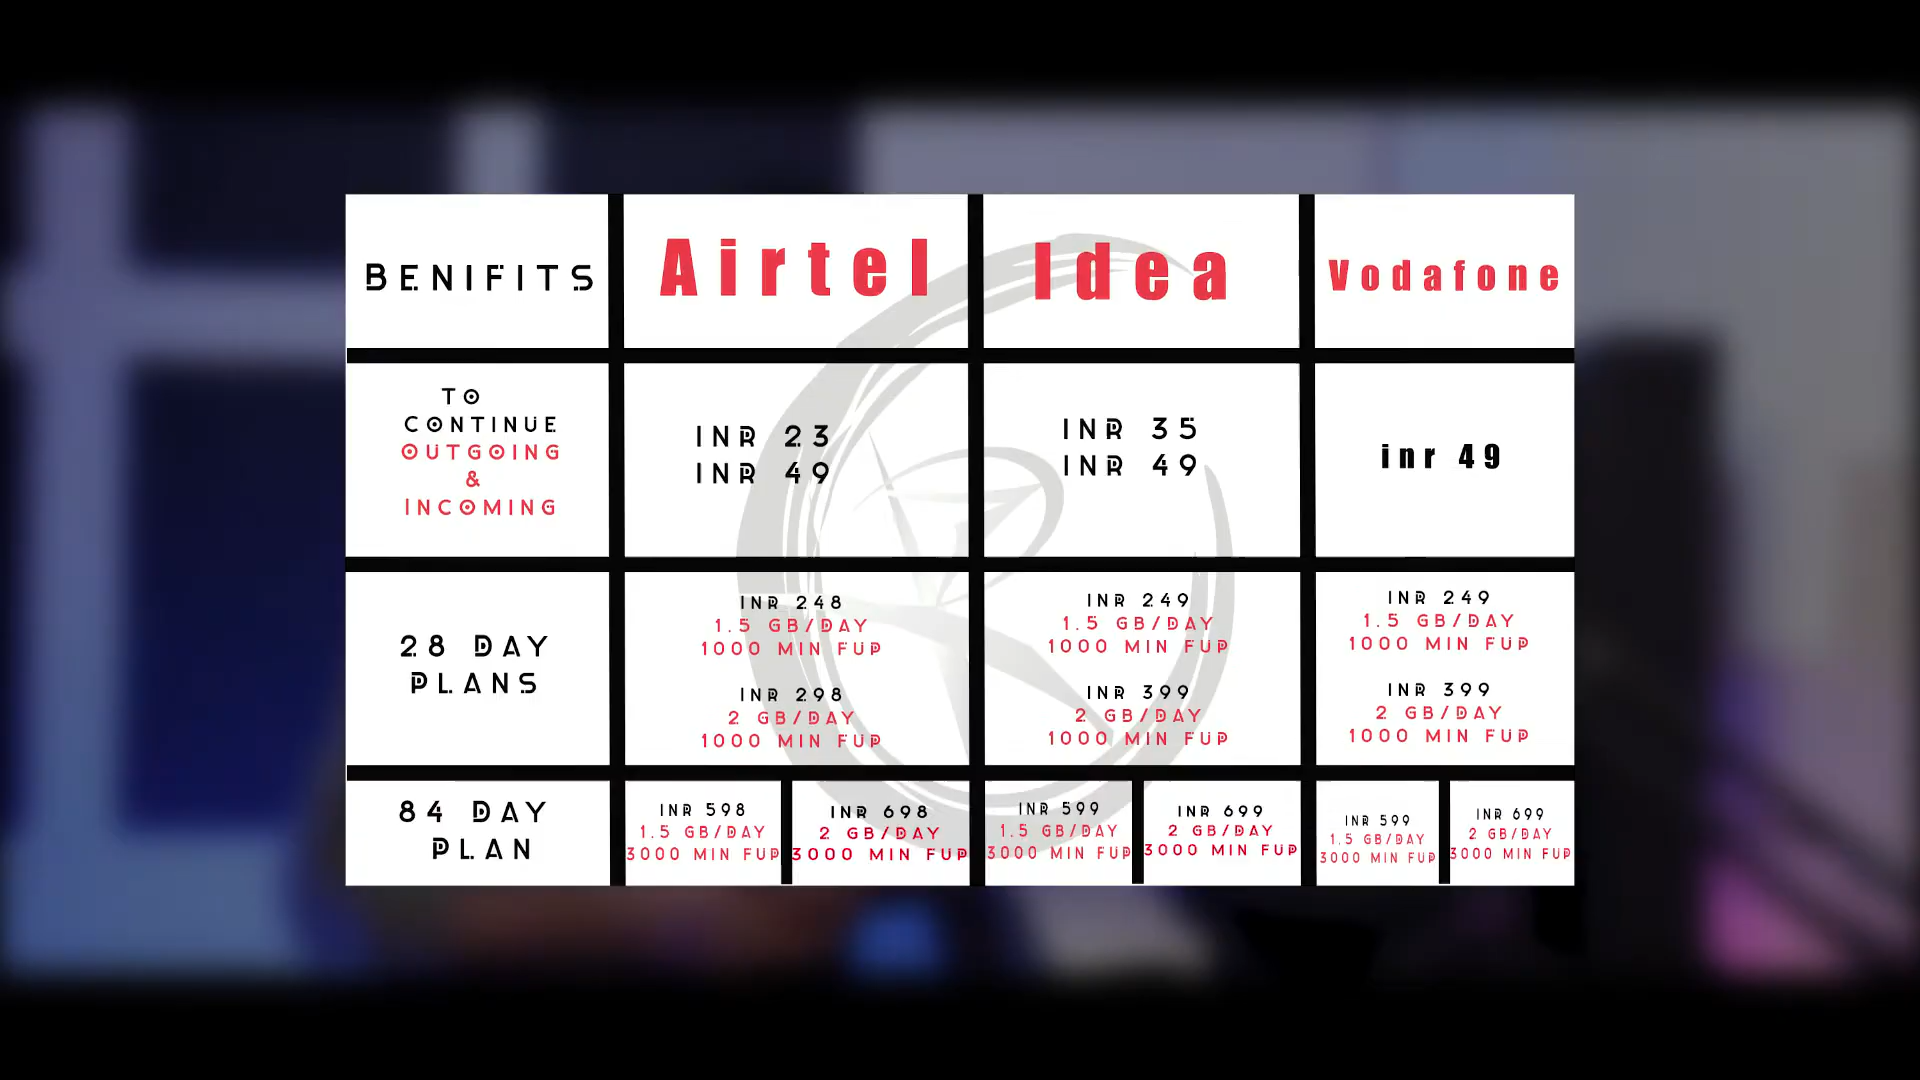 BENIFITS
Airtel
Idea
Vodafone
TO
CONTINUE
OUTGOING
&
INCOMING
INR 23
INR 49
INR 35
INR 49
inr 49
28 DAY
PLANS
INR 248
1.5 GB/DAY
1000 MIN FUP
INR 298
2 GB/DAY
1000 MIN FUP
INR 249
1.5 GB/DAY
1000 MIN FUP
INR 399
2 GB/DAY
1000 MIN FUP
INR 249
1.5 GB/DAY
1000 MIN FUP
INR 399
2 GB/DAY
1000 MIN FUP
84 DAY
PLAN
INR 598
1.5 GB/DAY
3000 MIN FUP
INR 698
2 GB/DAY
3000 MIN FUP
INR 599
1.5 GB/DAY
3000 MIN FUP
INR 699
2 GB/DAY
3000 MIN FUP
INR 599
1.5 GB/DAY
3000 MIN FUP
INR 699
2 GB/DAY
3000 MIN FUP